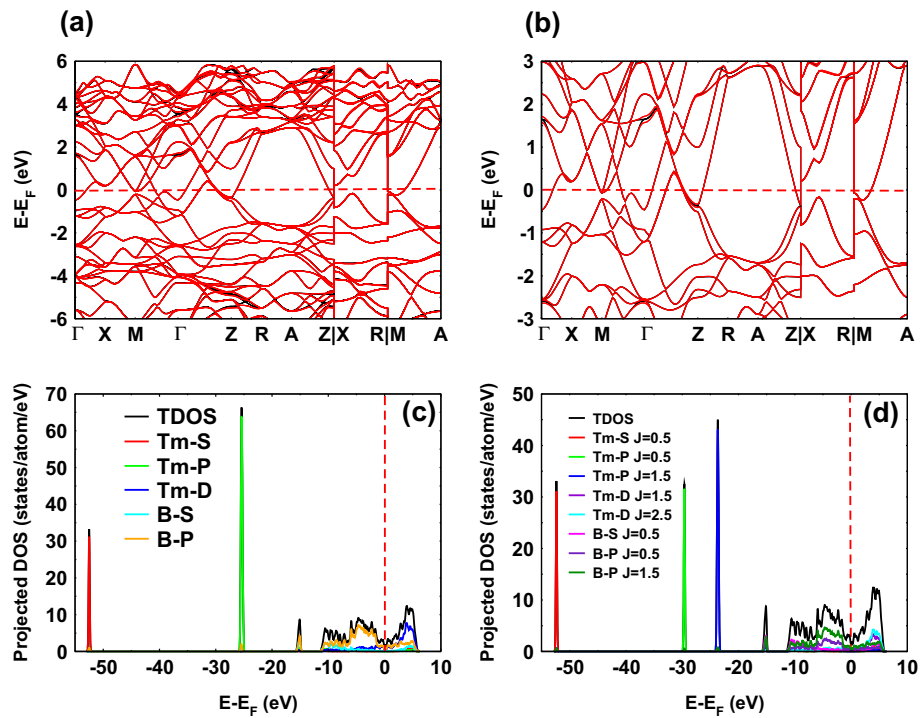 (a)
6
4
2
0
-2
-4
-6
E-E_F (eV)
Γ X M Γ Z R A Z|X R|M A
(b)
3
2
1
0
-1
-2
-3
E-E_F (eV)
Γ X M Γ Z R A Z|X R|M A
(c)
70
60
50
40
30
20
10
0
Projected DOS (states/atom/eV)
TDOS
Tm-S
Tm-P
Tm-D
B-S
B-P
-50 -40 -30 -20 -10 0 10
E-E_F (eV)
(d)
50
40
30
20
10
0
Projected DOS (states/atom/eV)
TDOS
Tm-S J=0.5
Tm-P J=0.5
Tm-P J=1.5
Tm-D J=1.5
Tm-D J=2.5
B-S J=0.5
B-P J=0.5
B-P J=1.5
-50 -40 -30 -20 -10 0 10
E-E_F (eV)